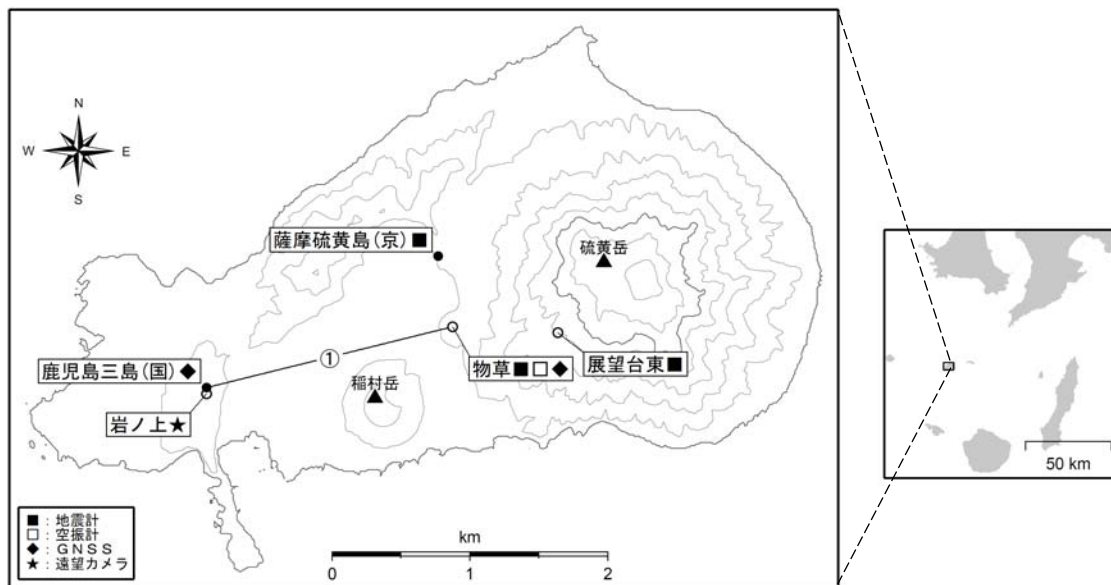 N
W
E
S
薩摩硫黄島(京)■
硫黄岳
①
鹿児島三島(国)◆
物草■□◆
展望台東■
稲村岳
岩ノ上★
■：地震計
□：空振計
◆：GNSS
★：遠望カメラ
km
0 1 2
50 km